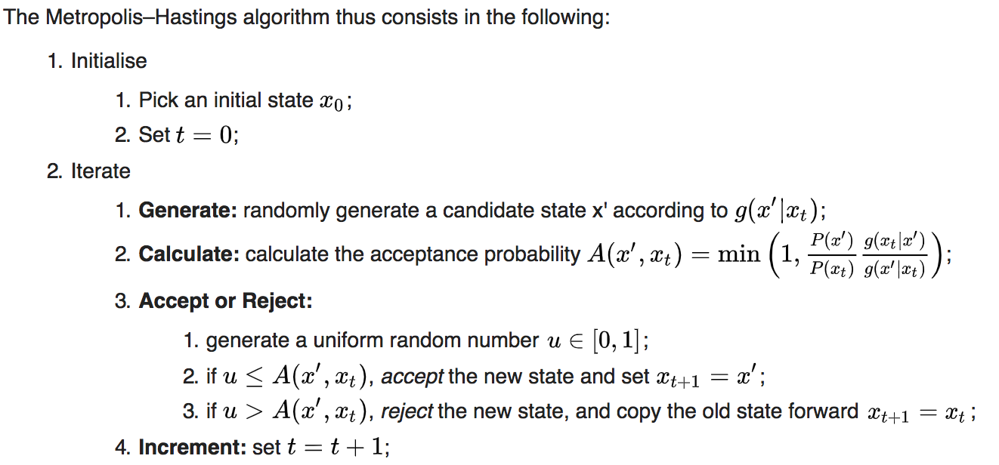 The Metropolis–Hastings algorithm thus consists in the following:
1. Initialise
1. Pick an initial state $x_0$;
2. Set $t = 0$;
2. Iterate
1. Generate: randomly generate a candidate state x' according to $g(x'|x_t)$;
2. Calculate: calculate the acceptance probability $A(x', x_t) = \min\left(1, \frac{P(x')}{P(x_t)} \frac{g(x_t|x')}{g(x'|x_t)}\right)$;
3. Accept or Reject:
1. generate a uniform random number $u \in [0, 1]$;
2. if $u \leq A(x', x_t)$, accept the new state and set $x_{t+1} = x'$;
3. if $u > A(x', x_t)$, reject the new state, and copy the old state forward $x_{t+1} = x_t$;
4. Increment: set $t = t + 1$;